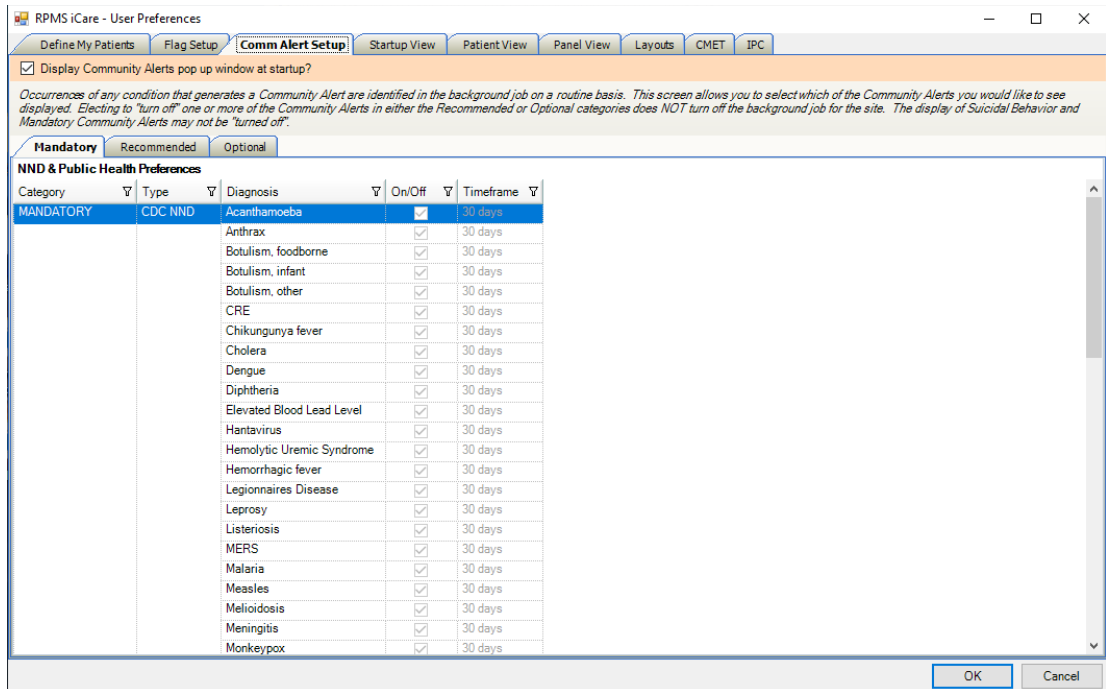 RPMS iCare - User Preferences
Define My Patients Flag Setup Comm Alert Setup Startup View Patient View Panel View Layouts CMET IPC
Display Community Alerts pop up window at startup?
Occurrences of any condition that generates a Community Alert are identified in the background job on a routine basis. This screen allows you to select which of the Community Alerts you would like to see
displayed. Electing to "turn off" one or more of the Community Alerts in either the Recommended or Optional categories does NOT turn off the background job for the site. The display of Suicidal Behavior and
Mandatory Community Alerts may not be "turned off".
Mandatory Recommended Optional
NND & Public Health Preferences
Category Type Diagnosis On/Off Timeframe
MANDATORY CDC NND Acanthamoeba 30 days
Anthrax 30 days
Botulism, foodborne 30 days
Botulism, infant 30 days
Botulism, other 30 days
CRE 30 days
Chikungunya fever 30 days
Cholera 30 days
Dengue 30 days
Diphtheria 30 days
Elevated Blood Lead Level 30 days
Hantavirus 30 days
Hemolytic Uremic Syndrome 30 days
Hemorrhagic fever 30 days
Legionnaires Disease 30 days
Leprosy 30 days
Listeriosis 30 days
MERS 30 days
Malaria 30 days
Measles 30 days
Melioidosis 30 days
Meningitis 30 days
Monkeypox 30 days
OK Cancel